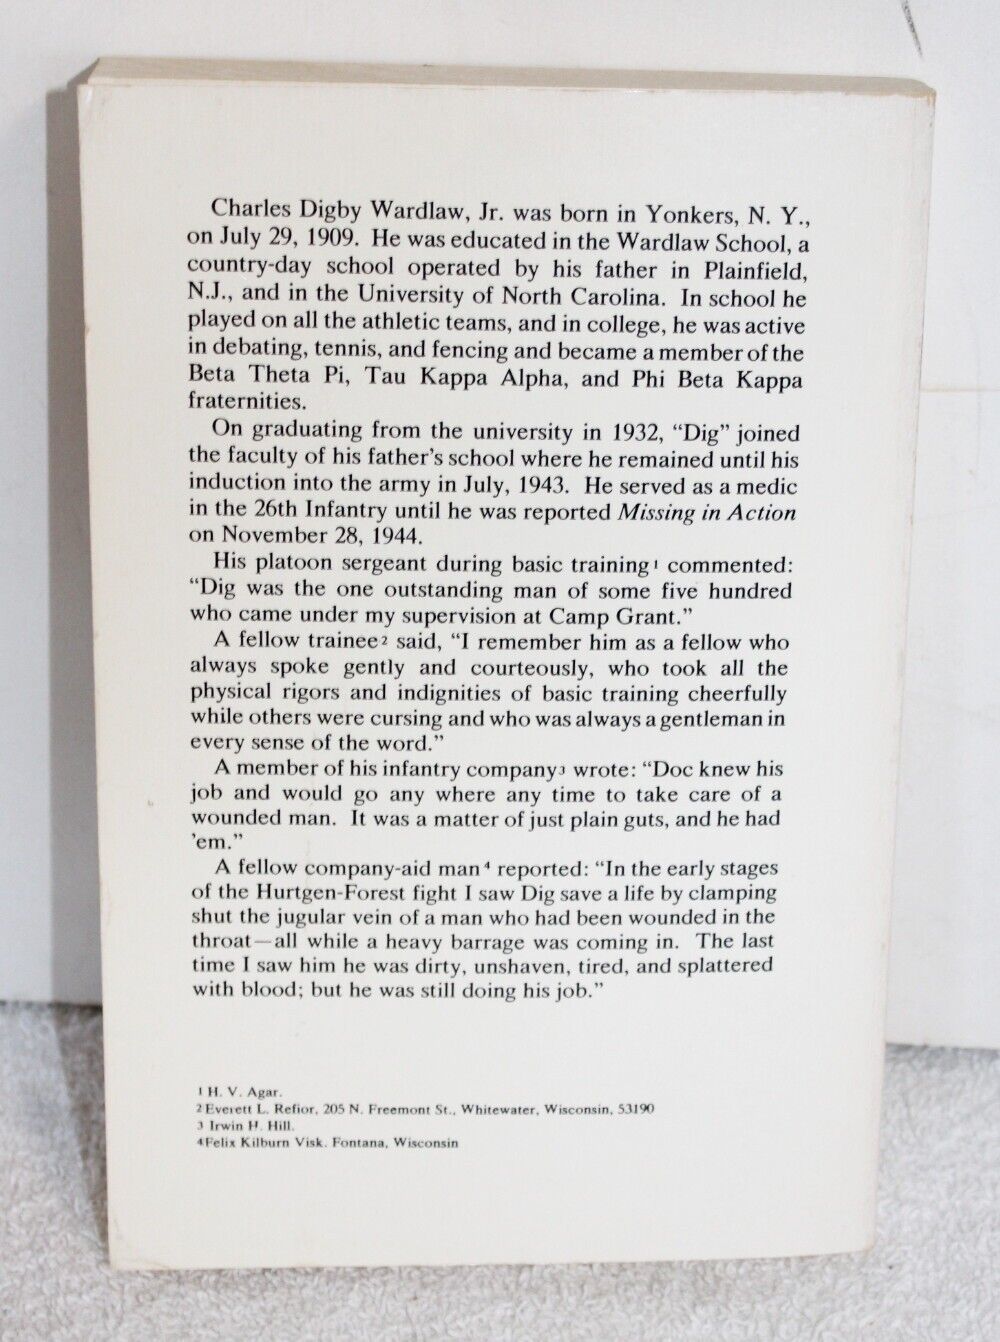 Charles Digby Wardlaw, Jr. was born in Yonkers, N. Y.,
on July 29, 1909. He was educated in the Wardlaw School, a
country-day school operated by his father in Plainfield,
N.J., and in the University of North Carolina. In school he
played on all the athletic teams, and in college, he was active
in debating, tennis, and fencing and became a member of the
Beta Theta Pi, Tau Kappa Alpha, and Phi Beta Kappa
fraternities.
On graduating from the university in 1932, “Dig” joined
the faculty of his father’s school where he remained until his
induction into the army in July, 1943. He served as a medic
in the 26th Infantry until he was reported Missing in Action
on November 28, 1944.
His platoon sergeant during basic training¹ commented:
“Dig was the one outstanding man of some five hundred
who came under my supervision at Camp Grant.”
A fellow trainee² said, “I remember him as a fellow who
always spoke gently and courteously, who took all the
physical rigors and indignities of basic training cheerfully
while others were cursing and who was always a gentleman in
every sense of the word.”
A member of his infantry company³ wrote: “Doc knew his
job and would go any where any time to take care of a
wounded man. It was a matter of just plain guts, and he had
’em.”
A fellow company-aid man⁴ reported: “In the early stages
of the Hurtgen-Forest fight I saw Dig save a life by clamping
shut the jugular vein of a man who had been wounded in the
throat—all while a heavy barrage was coming in. The last
time I saw him he was dirty, unshaven, tired, and splattered
with blood; but he was still doing his job.”
1 H. V. Agar.
2 Everett L. Refior, 205 N. Freemont St., Whitewater, Wisconsin, 53190
3 Irwin H. Hill.
4 Felix Kilburn Visk. Fontana, Wisconsin